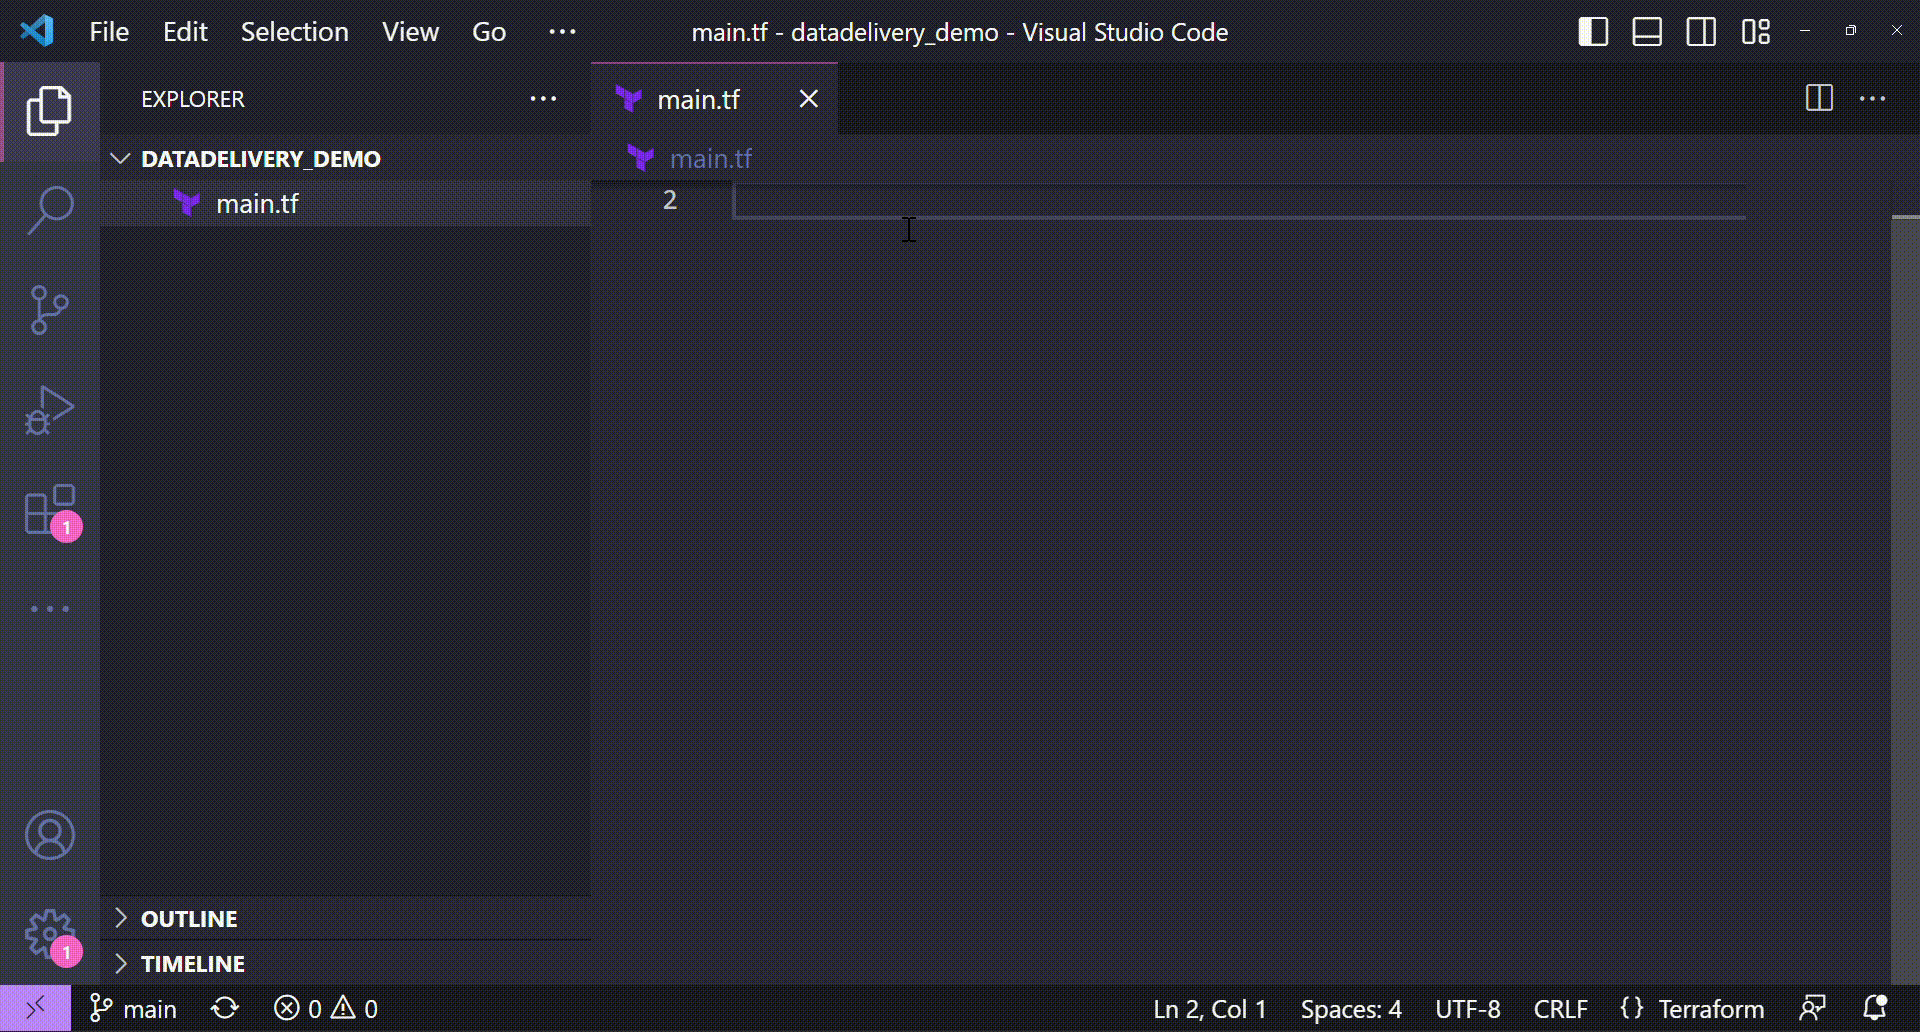 File Edit Selection View Go ··· main.tf - datadelivery_demo - Visual Studio Code
EXPLORER ···
main.tf
DATADELIVERY_DEMO
main.tf
main.tf
2
1
OUTLINE
1
TIMELINE
main 0 0 Ln 2, Col 1 Spaces: 4 UTF-8 CRLF {} Terraform